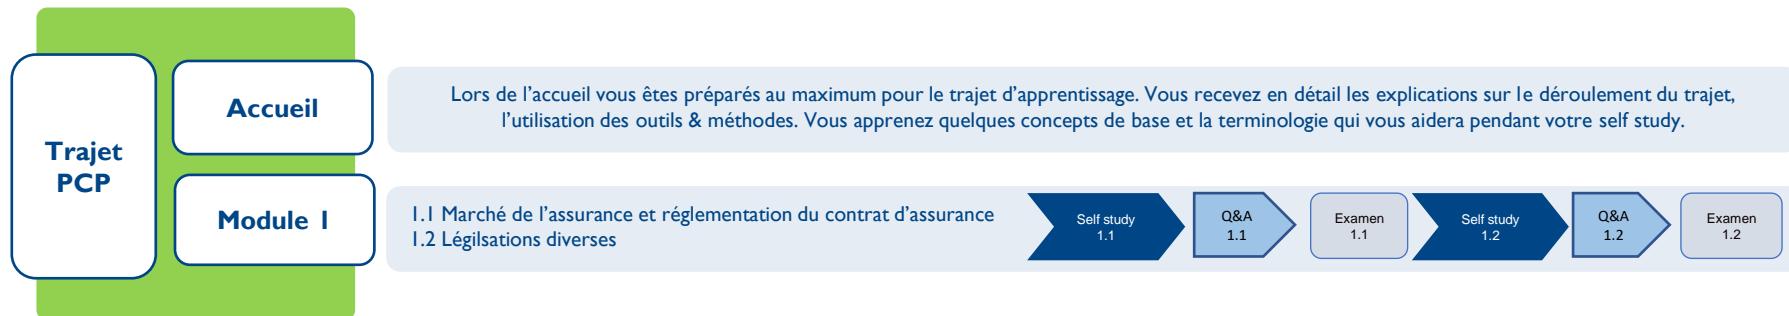 Trajet
PCP
Accueil
Lors de l’accueil vous êtes préparés au maximum pour le trajet d’apprentissage. Vous recevez en détail les explications sur le déroulement du trajet,
l’utilisation des outils & méthodes. Vous apprenez quelques concepts de base et la terminologie qui vous aidera pendant votre self study.
Module 1
1.1 Marché de l’assurance et réglementation du contrat d’assurance
1.2 Législsations diverses
Self study
1.1
Q&A
1.1
Examen
1.1
Self study
1.2
Q&A
1.2
Examen
1.2